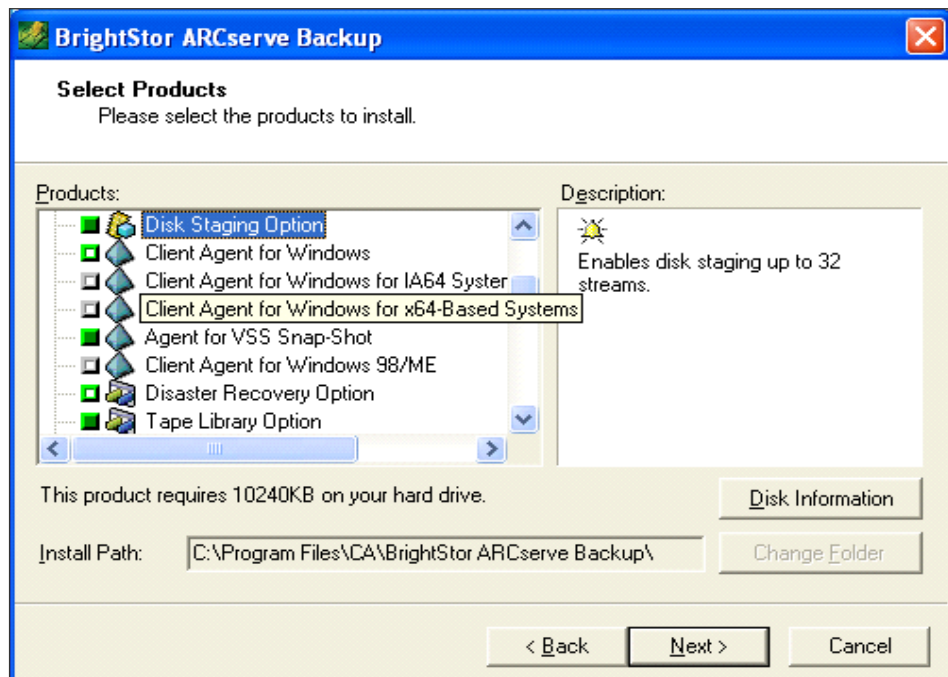 BrightStor ARCserve Backup
Select Products
Please select the products to install.
Products:
Disk Staging Option
Client Agent for Windows
Client Agent for Windows for IA64 Syster
Client Agent for Windows for x64-Based Systems
Agent for VSS Snap-Shot
Client Agent for Windows 98/ME
Disaster Recovery Option
Tape Library Option
Description:
Enables disk staging up to 32
streams.
This product requires 10240KB on your hard drive.
Disk Information
Install Path:
C:\Program Files\CA\BrightStor ARCserve Backup\
Change Folder
< Back
Next >
Cancel